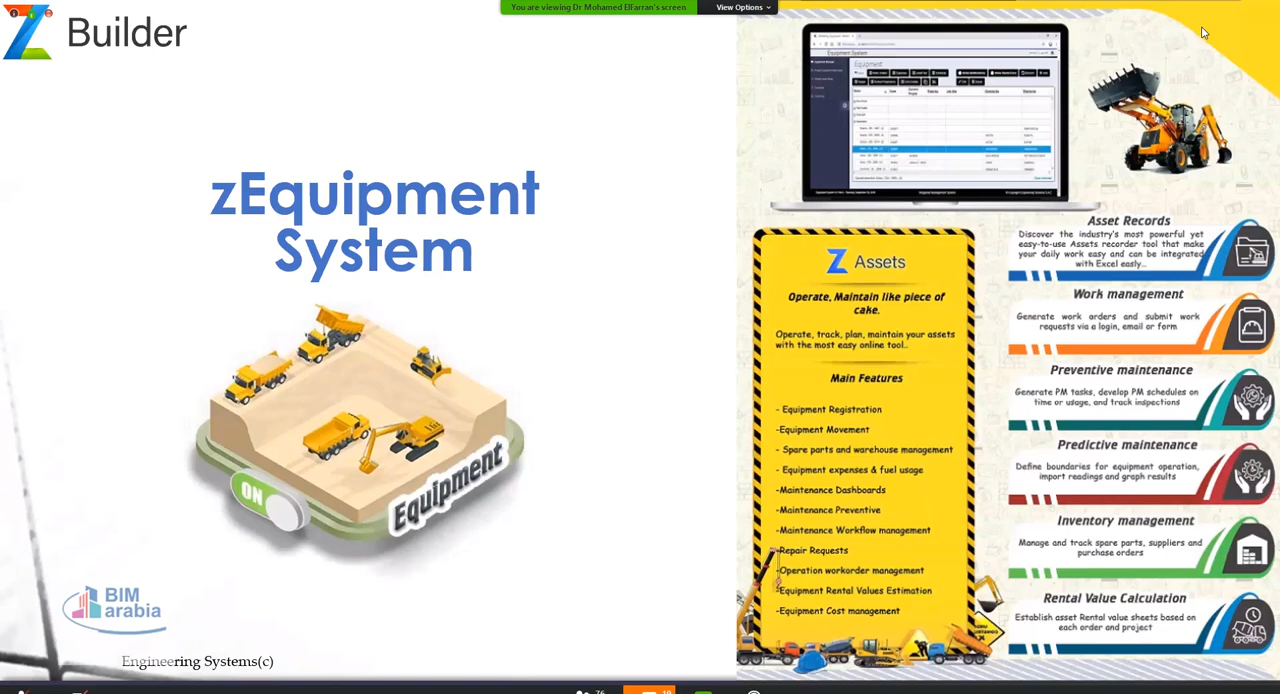 You are viewing Dr Mohamed ElFarran's screen
View Options
Z Builder
zEquipment
System
ON
Equipment
BIM
arabia
Engineering Systems(c)
Equipment System
Equipment
Z Assets
Operate, Maintain like piece of
cake.
Operate, track, plan, maintain your assets
with the most easy online tool..
Main Features
- Equipment Registration
-Equipment Movement
- Spare parts and warehouse management
- Equipment expenses & fuel usage
-Maintenance Dashboards
-Maintenance Preventive
-Maintenance Workflow management
-Repair Requests
-Operation workorder management
-Equipment Rental Values Estimation
-Equipment Cost management
Asset Records
Discover the industry's most powerful yet
easy-to-use Assets recorder tool that make
your daily work easy and can be integrated
with Excel easly...
Work management
Generate work orders and submit work
requests via a login, email or form
Preventive maintenance
Generate PM tasks, develop PM schedules on
time or usage, and track inspections
Predictive maintenance
Define boundaries for equipment operation,
import readings and graph results
Inventory management
Manage and track spare parts, suppliers and
purchase orders
Rental Value Calculation
Establish asset Rental value sheets based on
each order and project
76
19